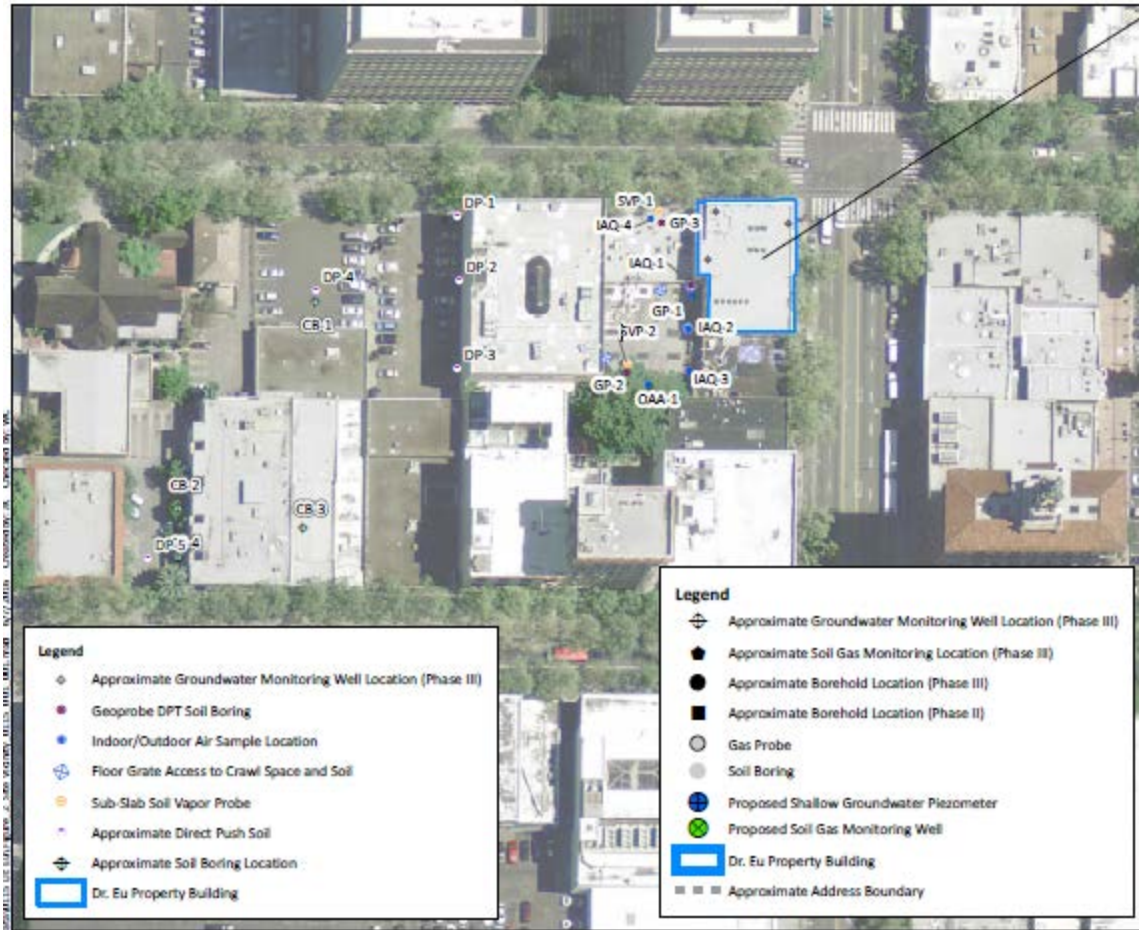 DP-1
SVP-1
IAQ-4
GP-3
DP-2
DP-4
IAQ-1
CB-1
GP-1
SVP-2
IAQ-2
DP-3
GP-2
IAQ-3
OAA-1
CB-2
CB-3
DP-5
4
Legend
Approximate Groundwater Monitoring Well Location (Phase III)
Geoprobe DPT Soil Boring
Indoor/Outdoor Air Sample Location
Floor Grate Access to Crawl Space and Soil
Sub-Slab Soil Vapor Probe
Approximate Direct Push Soil
Approximate Soil Boring Location
Dr. Eu Property Building
Legend
Approximate Groundwater Monitoring Well Location (Phase III)
Approximate Soil Gas Monitoring Location (Phase III)
Approximate Borehold Location (Phase III)
Approximate Borehold Location (Phase II)
Gas Probe
Soil Boring
Proposed Shallow Groundwater Piezometer
Proposed Soil Gas Monitoring Well
Dr. Eu Property Building
Approximate Address Boundary